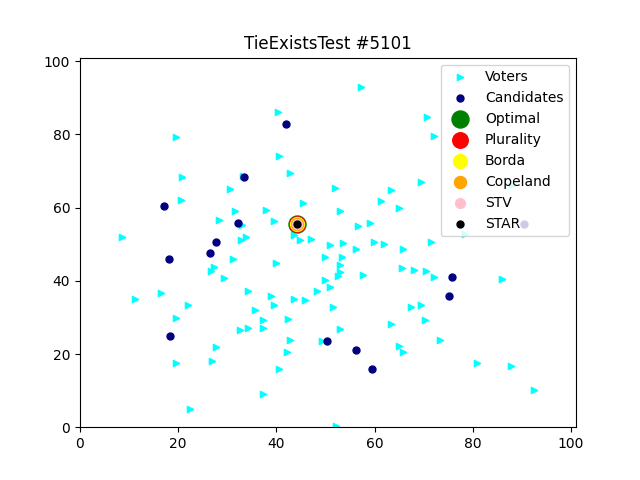 TieExistsTest #5101
100
80
60
40
20
0
0 20 40 60 80 100
Voters
Candidates
Optimal
Plurality
Borda
Copeland
STV
STAR